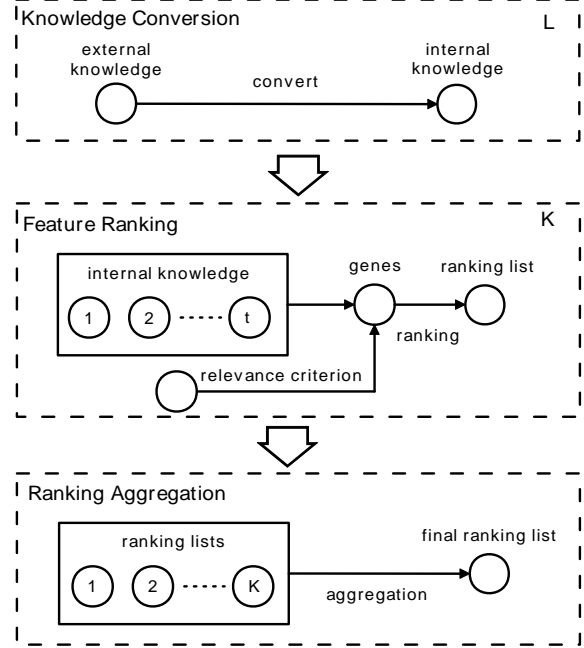 Knowledge Conversion
L
external
knowledge
internal
knowledge
convert
Feature Ranking
K
internal knowledge
1 2 ----- t
genes
ranking list
ranking
relevance criterion
Ranking Aggregation
ranking lists
1 2 ----- K
final ranking list
aggregation